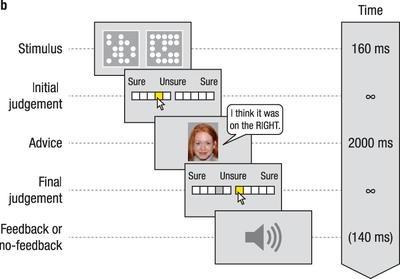 b
Time
Stimulus
160 ms
Sure Unsure Sure
Initial
judgement
∞
I think it was
on the RIGHT.
Advice
2000 ms
Sure Unsure Sure
Final
judgement
∞
Feedback or
no-feedback
(140 ms)